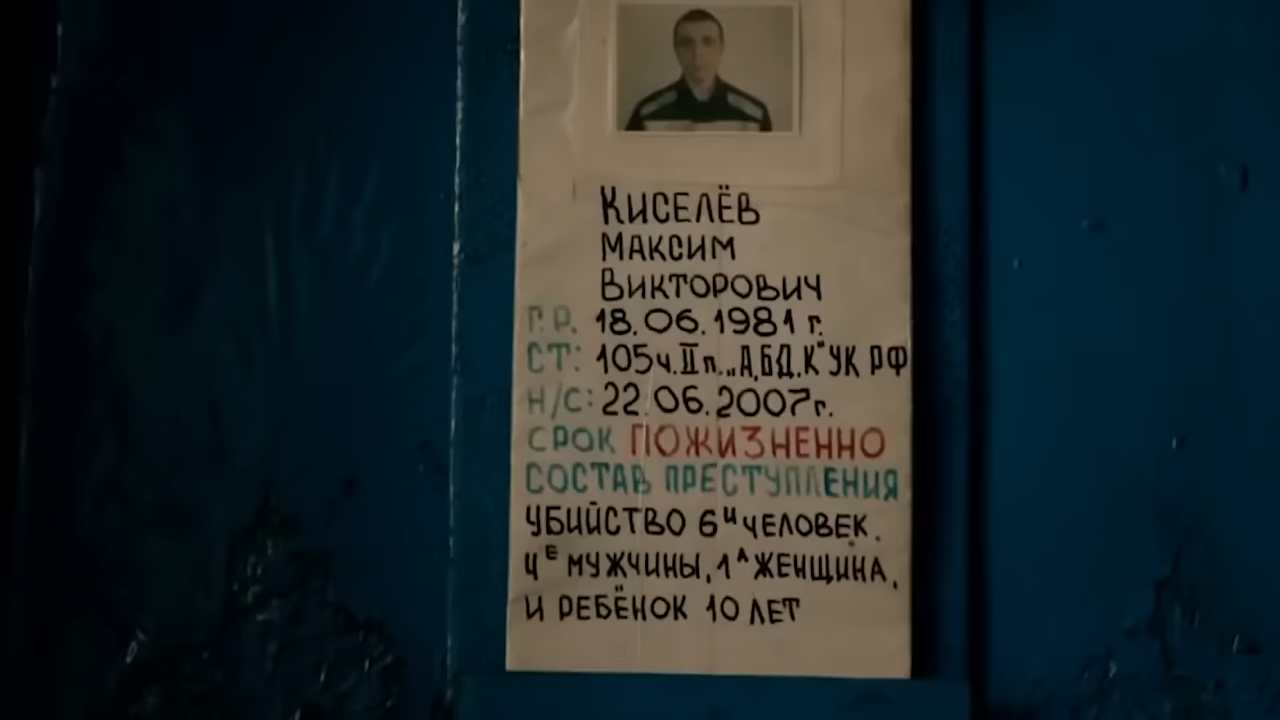 Киселёв
Максим
Викторович
Г.Р. 18.06.1981 г.
СТ: 105 ч. II п. „А,Б,Д,К" УК РФ
Н/С: 22.06.2007г.
СРОК ПОЖИЗНЕННО
СОСТАВ ПРЕСТУПЛЕНИЯ
УБИЙСТВО 6И ЧЕЛОВЕК.
4Е МУЖЧИНЫ, 1А ЖЕНЩИНА,
И РЕБЁНОК 10 ЛЕТ